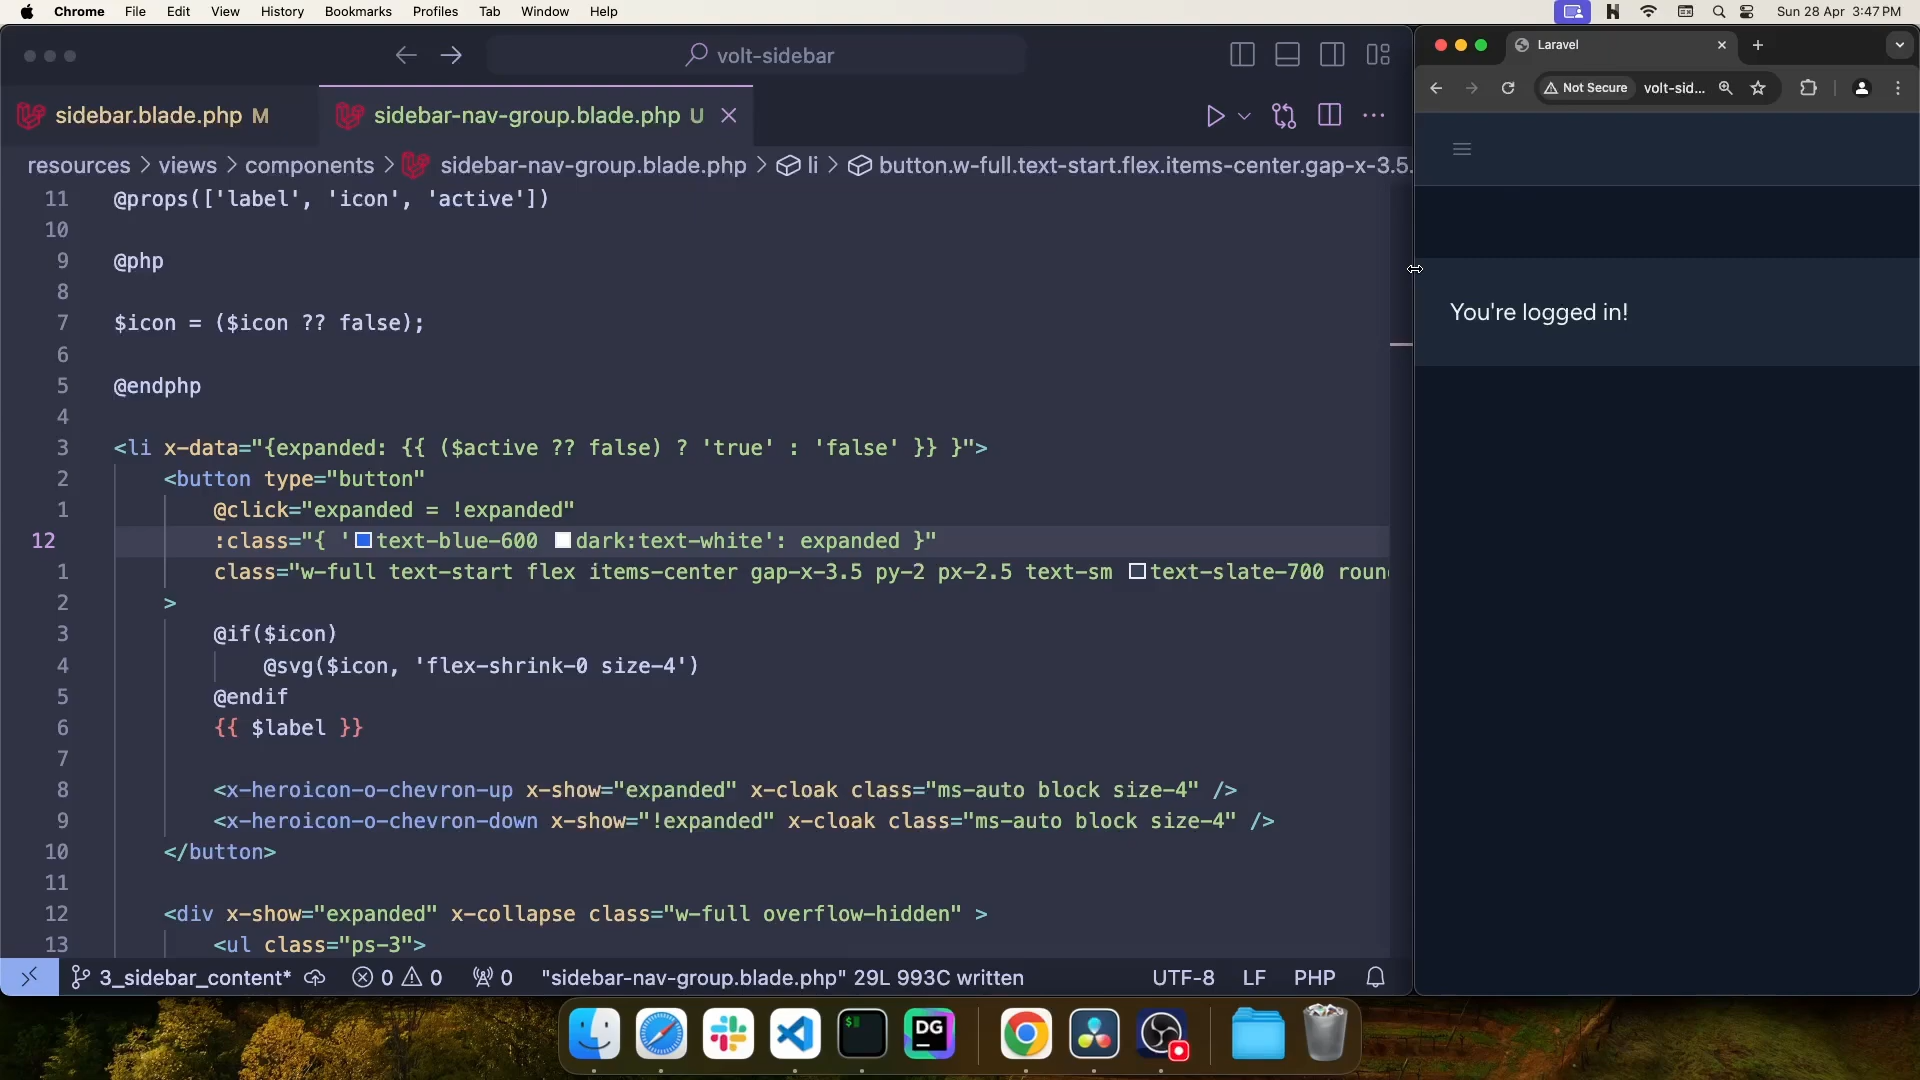 Chrome File Edit View History Bookmarks Profiles Tab Window Help
Sun 28 Apr 3:47 PM
volt-sidebar
sidebar.blade.php M
sidebar-nav-group.blade.php U
resources > views > components > sidebar-nav-group.blade.php > li > button.w-full.text-start.flex.items-center.gap-x-3.5.
11 @props(['label', 'icon', 'active'])
10
9 @php
8
7 $icon = ($icon ?? false);
6
5 @endphp
4
3 <li x-data="{expanded: {{ ($active ?? false) ? 'true' : 'false' }} }">
2 <button type="button"
1 @click="expanded = !expanded"
12 :class="{ 'text-blue-600 dark:text-white': expanded }"
1 class="w-full text-start flex items-center gap-x-3.5 py-2 px-2.5 text-sm text-slate-700 roun
2 >
3 @if($icon)
4 @svg($icon, 'flex-shrink-0 size-4')
5 @endif
6 {{ $label }}
7
8 <x-heroicon-o-chevron-up x-show="expanded" x-cloak class="ms-auto block size-4" />
9 <x-heroicon-o-chevron-down x-show="!expanded" x-cloak class="ms-auto block size-4" />
10 </button>
11
12 <div x-show="expanded" x-collapse class="w-full overflow-hidden" >
13 <ul class="ps-3">
3_sidebar_content* 0 0 0 "sidebar-nav-group.blade.php" 29L 993C written UTF-8 LF PHP
Laravel
Not Secure volt-sid...
You're logged in!
$
DG